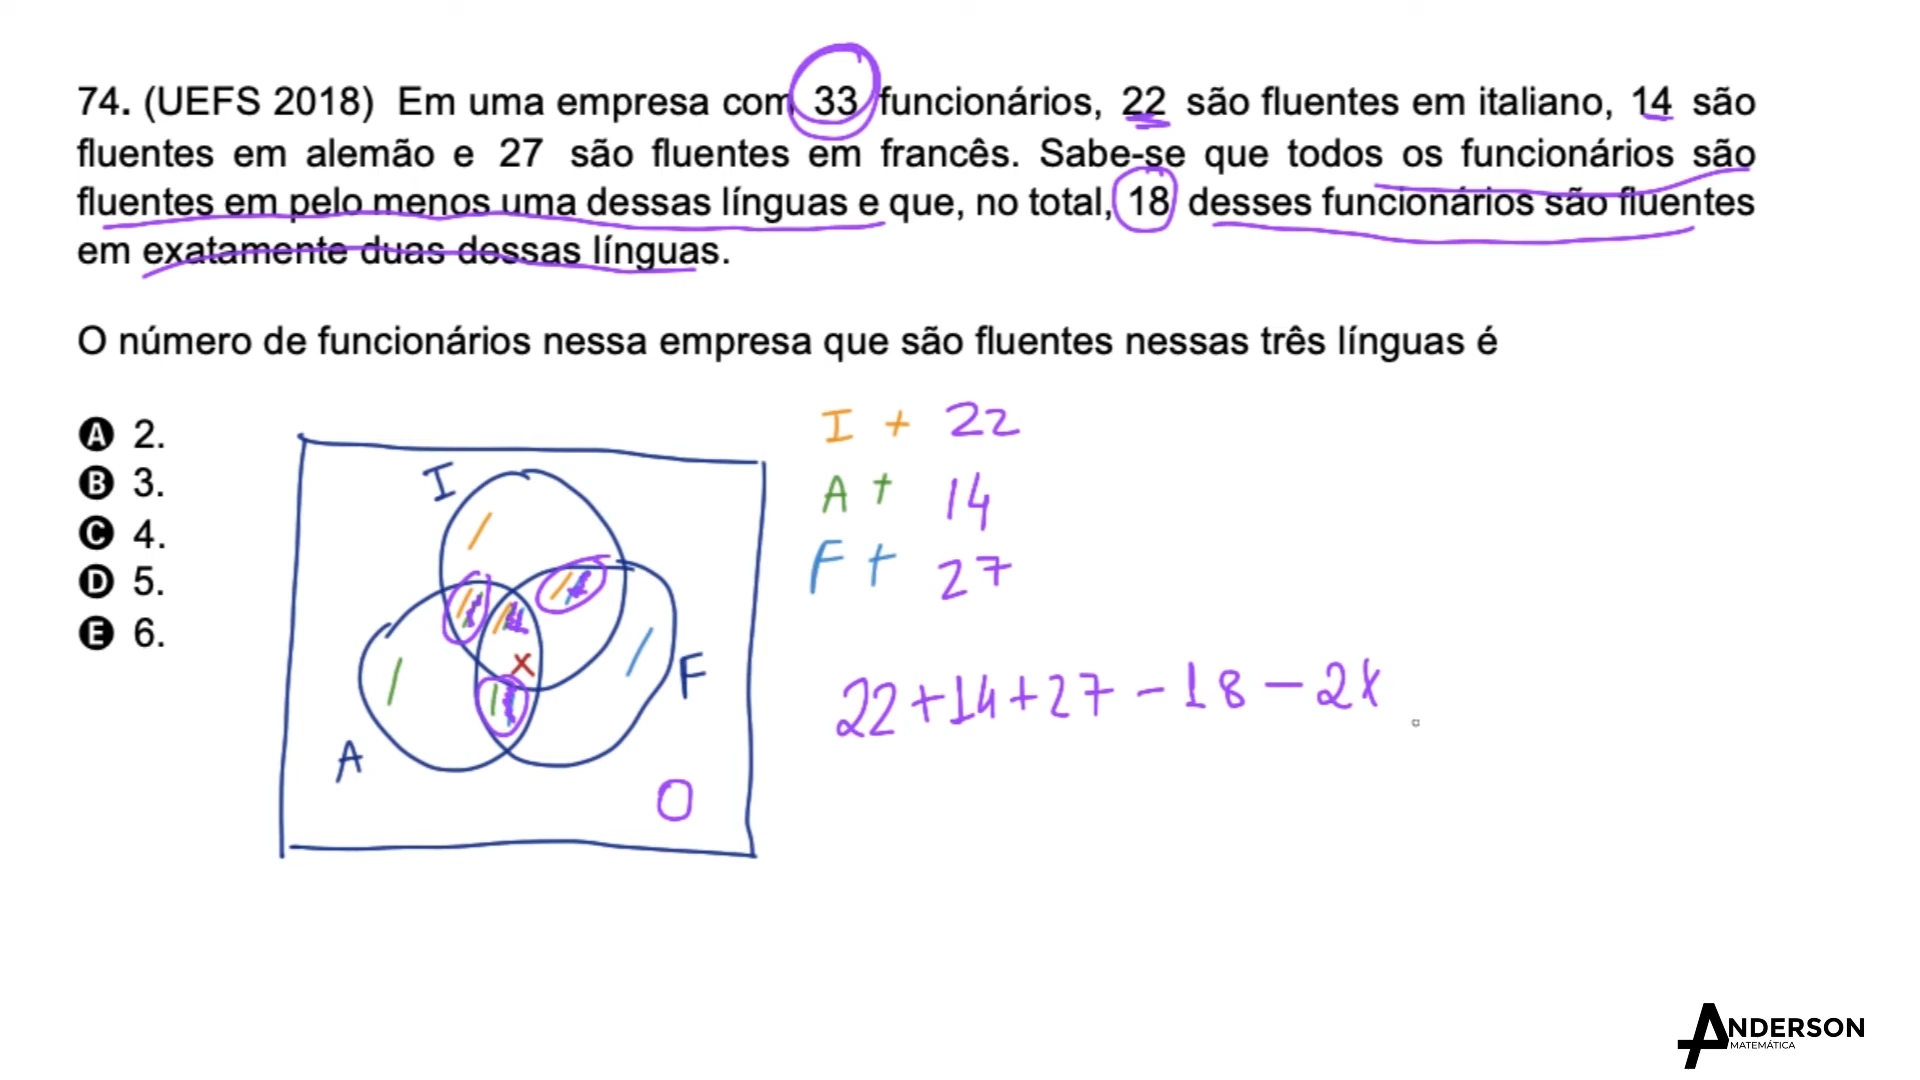 74. (UEFS 2018) Em uma empresa com 33 funcionários, 22 são fluentes em italiano, 14 são
fluentes em alemão e 27 são fluentes em francês. Sabe-se que todos os funcionários são
fluentes em pelo menos uma dessas línguas e que, no total, 18 desses funcionários são fluentes
em exatamente duas dessas línguas.
O número de funcionários nessa empresa que são fluentes nessas três línguas é
A 2.
B 3.
C 4.
D 5.
E 6.
I
x
F
A
O
I + 22
A + 14
F + 27
22+14+27-18-2x
ANDERSON
MATEMÁTICA